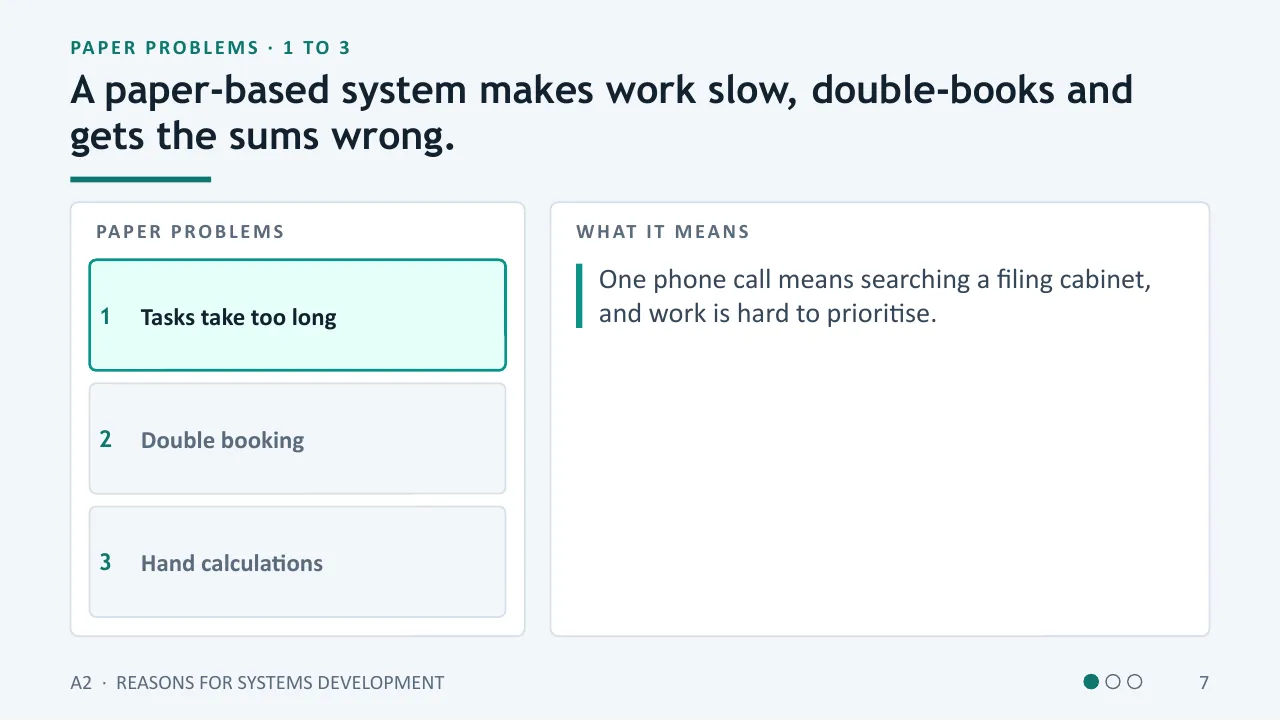 PAPER PROBLEMS · 1 TO 3
A paper-based system makes work slow, double-books and
gets the sums wrong.
PAPER PROBLEMS
1 Tasks take too long
2 Double booking
3 Hand calculations
WHAT IT MEANS
One phone call means searching a filing cabinet,
and work is hard to prioritise.
A2 · REASONS FOR SYSTEMS DEVELOPMENT
7